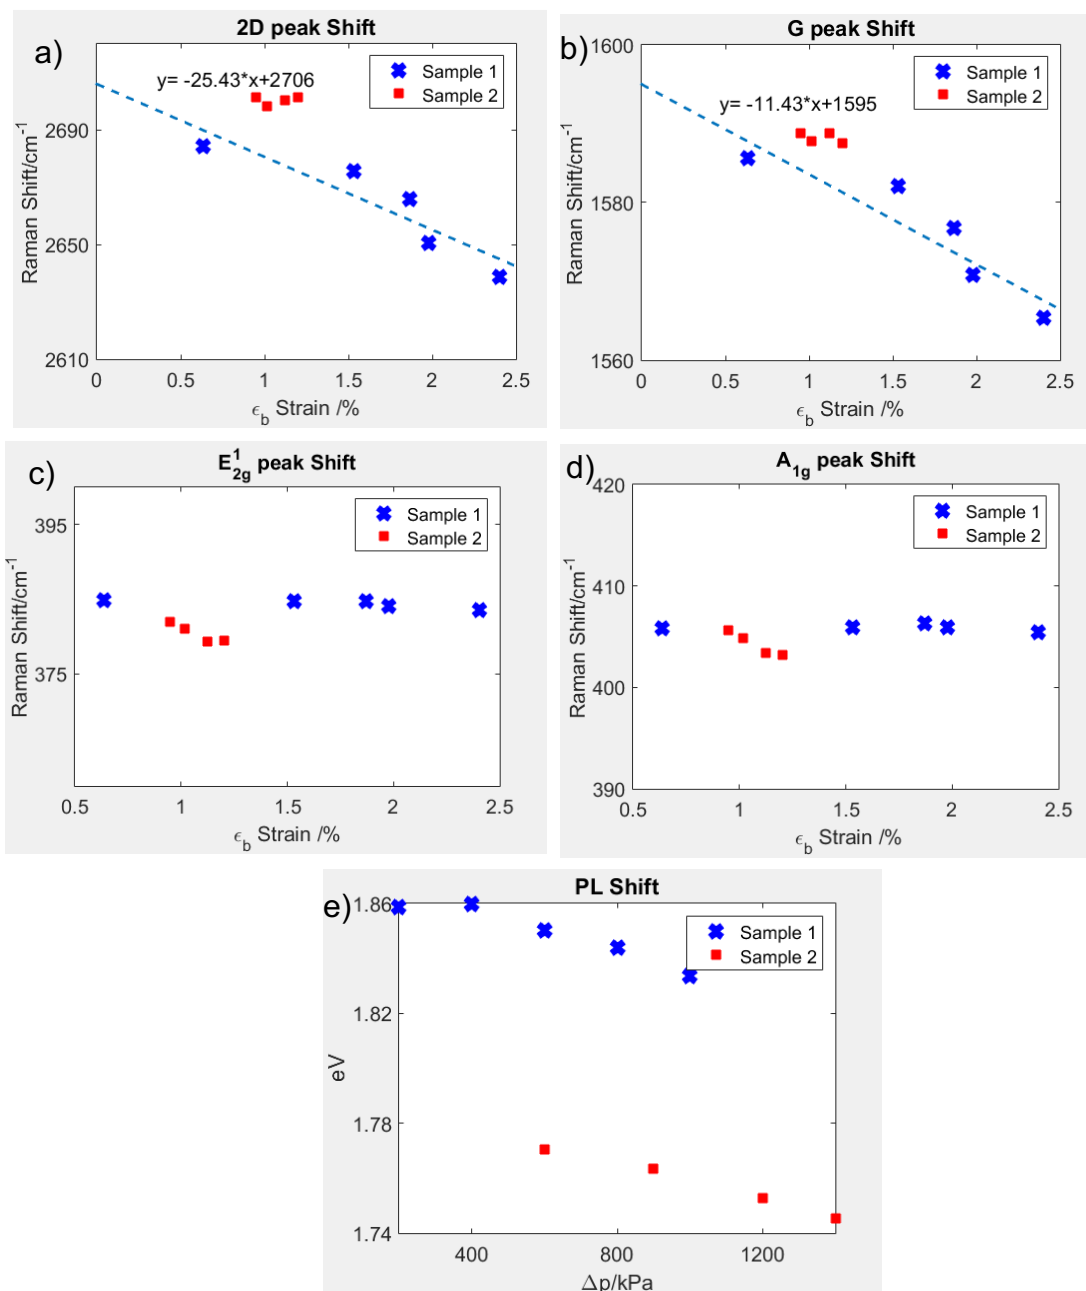 a)
2D peak Shift
y= -25.43*x+2706
Sample 1
Sample 2
Raman Shift/cm-1
2690
2650
2610
0 0.5 1 1.5 2 2.5
ϵb Strain /%
b)
G peak Shift
y= -11.43*x+1595
Sample 1
Sample 2
Raman Shift/cm-1
1600
1580
1560
0 0.5 1 1.5 2 2.5
ϵb Strain /%
c)
E12g peak Shift
Sample 1
Sample 2
Raman Shift/cm-1
395
375
0.5 1 1.5 2 2.5
ϵb Strain /%
d)
A1g peak Shift
Sample 1
Sample 2
Raman Shift/cm-1
420
410
400
390
0.5 1 1.5 2 2.5
ϵb Strain /%
e)
PL Shift
Sample 1
Sample 2
eV
1.86
1.82
1.78
1.74
400 800 1200
Δp/kPa